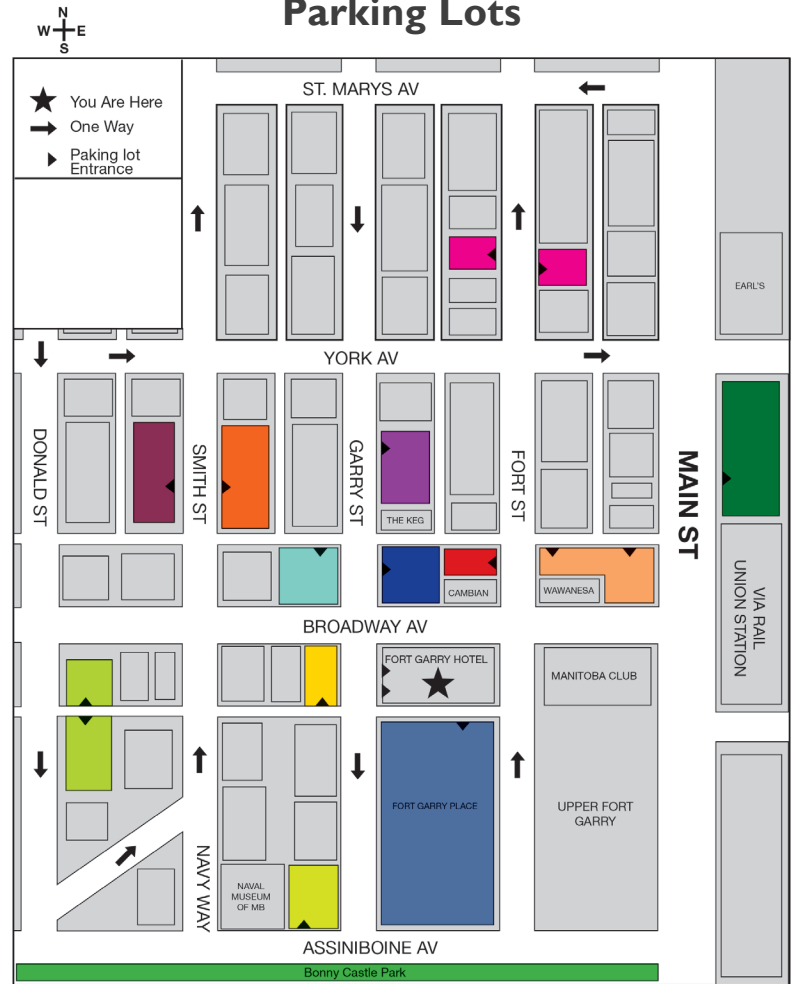 Parking Lots
N
W E
S
You Are Here
One Way
Paking lot
Entrance
ST. MARYS AV
EARL'S
YORK AV
DONALD ST
SMITH ST
GARRY ST
FORT ST
MAIN ST
THE KEG
CAMBIAN
WAWANESA
VIA RAIL
UNION STATION
BROADWAY AV
FORT GARRY HOTEL
MANITOBA CLUB
FORT GARRY PLACE
UPPER FORT
GARRY
NAVY WAY
NAVAL
MUSEUM
OF MB
ASSINIBOINE AV
Bonny Castle Park